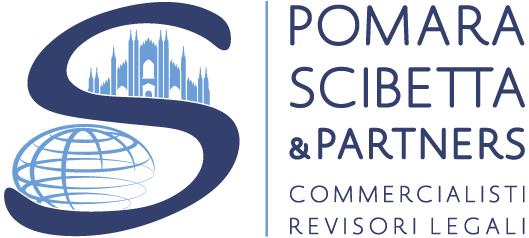 POMARA
SCIBETTA
&PARTNERS
COMMERCIALISTI
REVISORI LEGALI